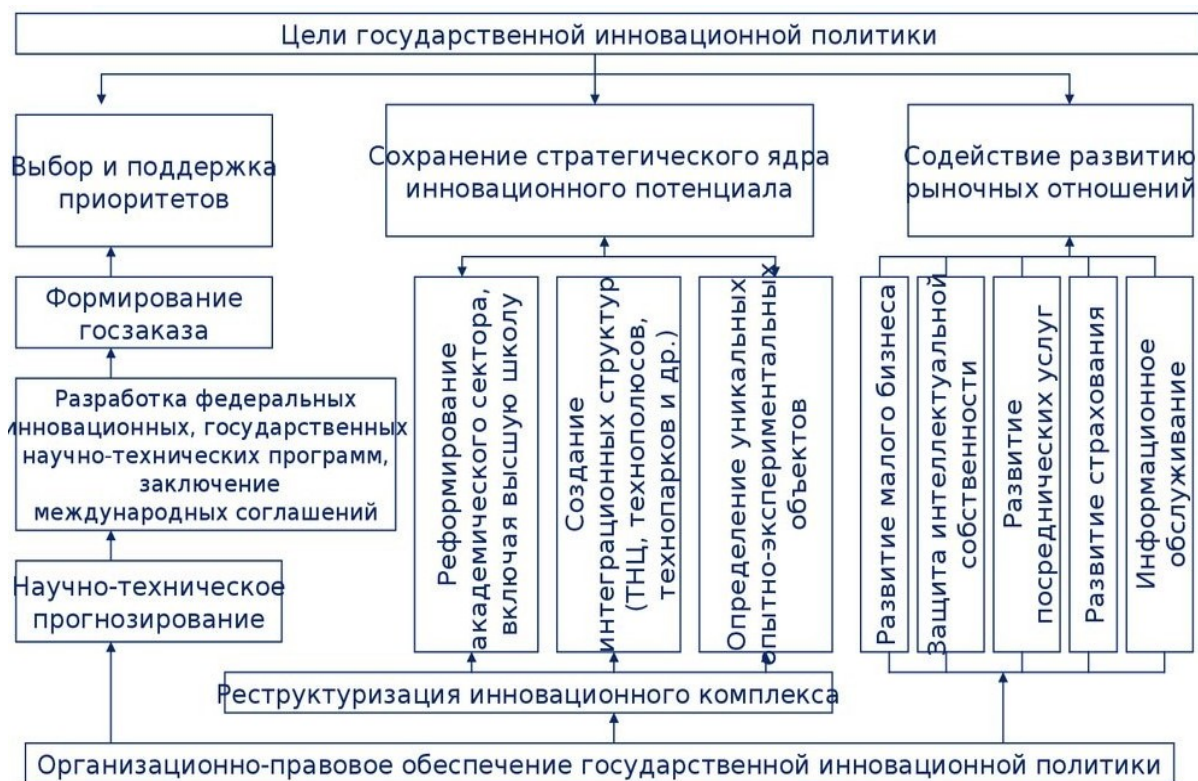 Цели государственной инновационной политики
Выбор и поддержка
приоритетов
Сохранение стратегического ядра
инновационного потенциала
Содействие развитию
рыночных отношений
Формирование
госзаказа
Разработка федеральных
инновационных, государственных
научно-технических программ,
заключение
международных соглашений
Научно-техническое
прогнозирование
Реформирование
академического сектора,
включая высшую школу
Создание
интеграционных структур
(ТНЦ, технополюсов,
технопарков и др.)
Определение уникальных
опытно-экспериментальных
объектов
Развитие малого бизнеса
Защита интеллектуальной
собственности
Развитие
посреднических услуг
Развитие страхования
Информационное
обслуживание
Реструктуризация инновационного комплекса
Организационно-правовое обеспечение государственной инновационной политики